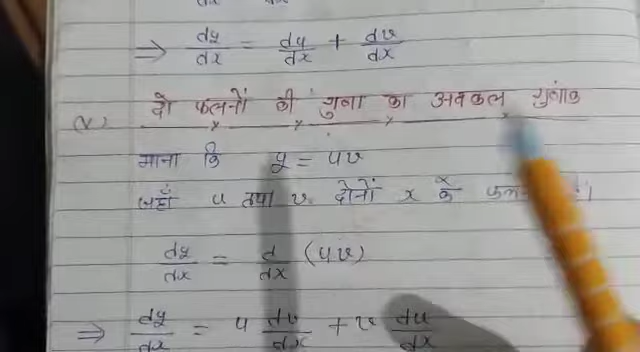 ⇒ dy/dx = du/dx + dv/dx
(V) दो फलनों की गुणा का अवकल गुणांक
माना कि y = uv
जहाँ u तथा v दोनों x के
dy/dx = d/dx (uv)
⇒ dy/dx = u dv/dx + v du/dx